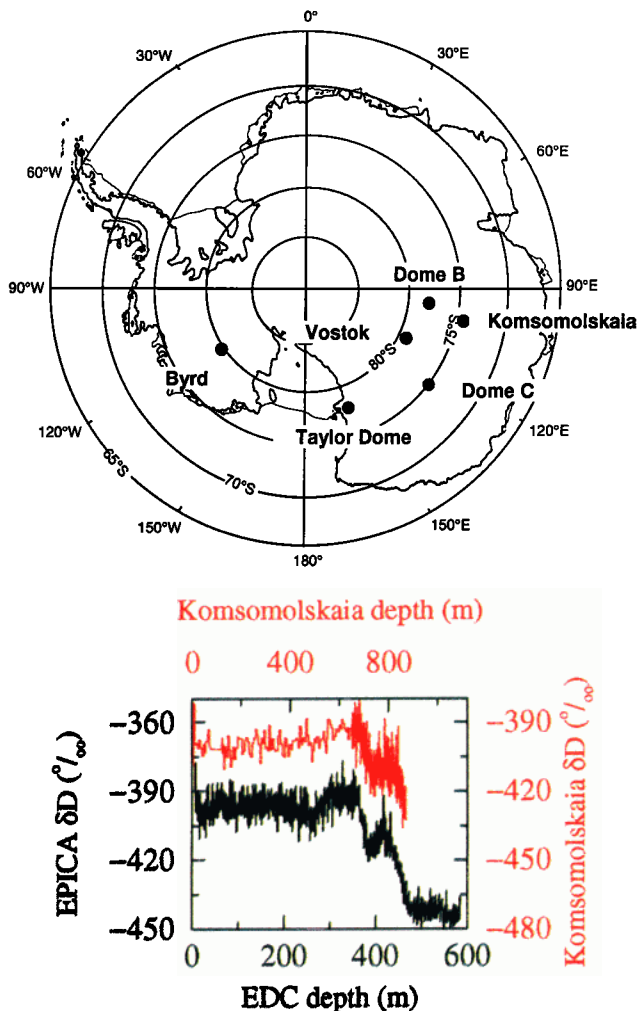 0°
30°W
30°E
60°W
60°E
90°W
Dome B
90°E
Vostok
75°S
Komsomolskaia
80°S
Byrd
Dome C
120°W
Taylor Dome
120°E
65°S
70°S
150°W
150°E
180°
Komsomolskaia depth (m)
0 400 800
EPICA δD (‰)
−360
−390
−420
−450
−390
−420
−450
−480
Komsomolskaia δD (‰)
0 200 400 600
EDC depth (m)